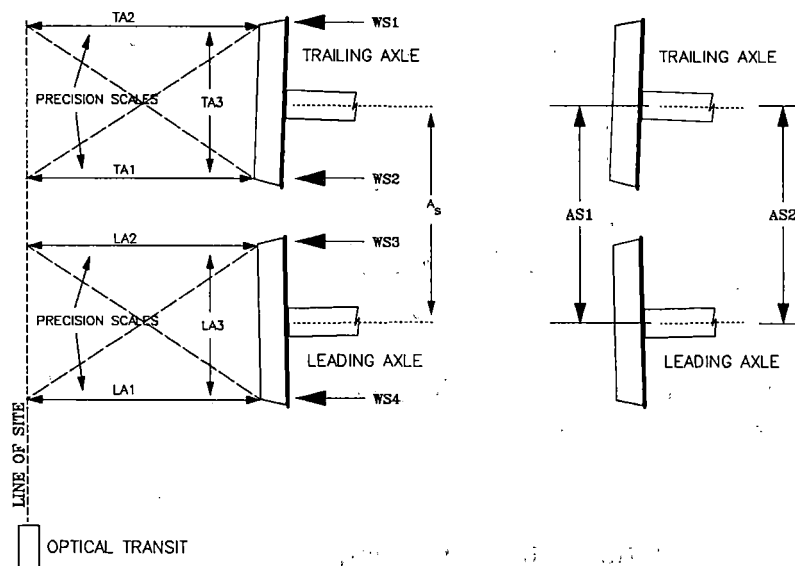 TA2
WS1
TRAILING AXLE
PRECISION SCALES
TA3
TA1
WS2
As
LA2
WS3
PRECISION SCALES
LA3
LEADING AXLE
LA1
WS4
LINE OF SITE
OPTICAL TRANSIT
TRAILING AXLE
AS1
AS2
LEADING AXLE